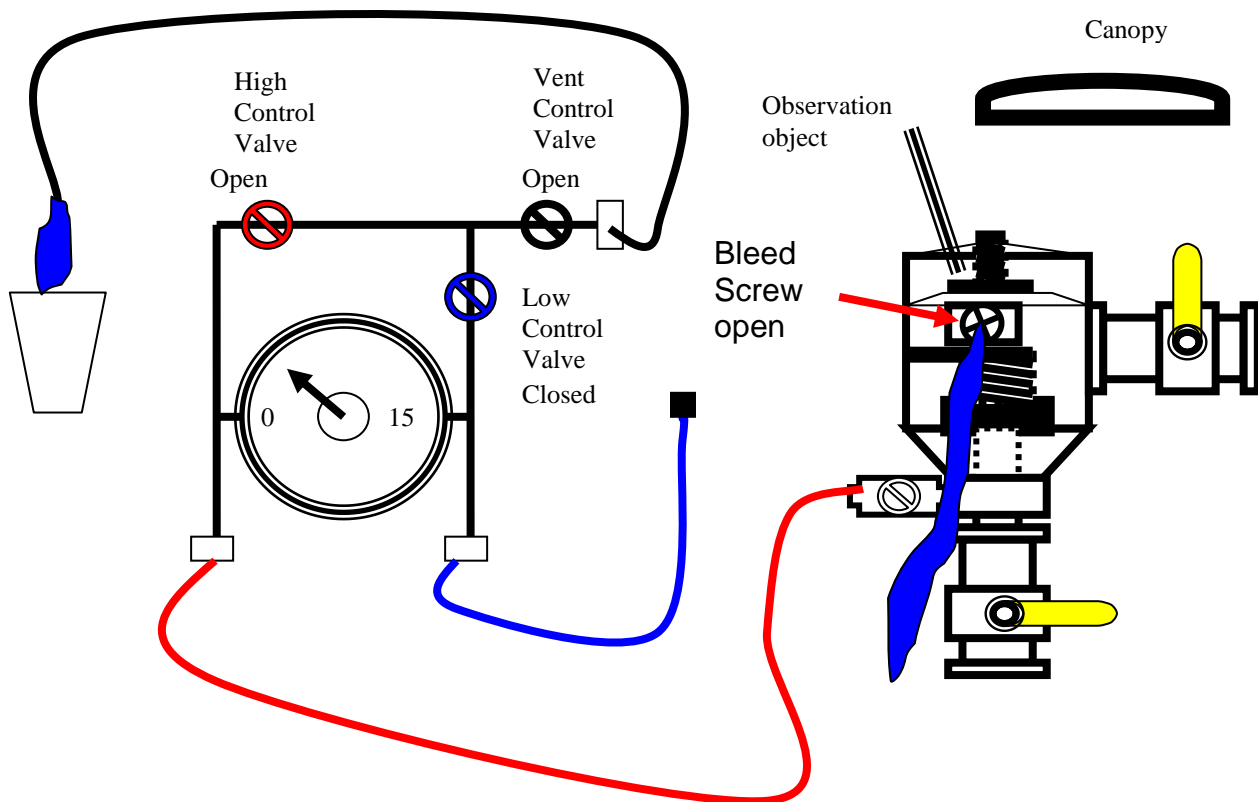 Canopy
High
Control
Valve
Open
Vent
Control
Valve
Open
Observation
object
Bleed
Screw
open
Low
Control
Valve
Closed
0
15